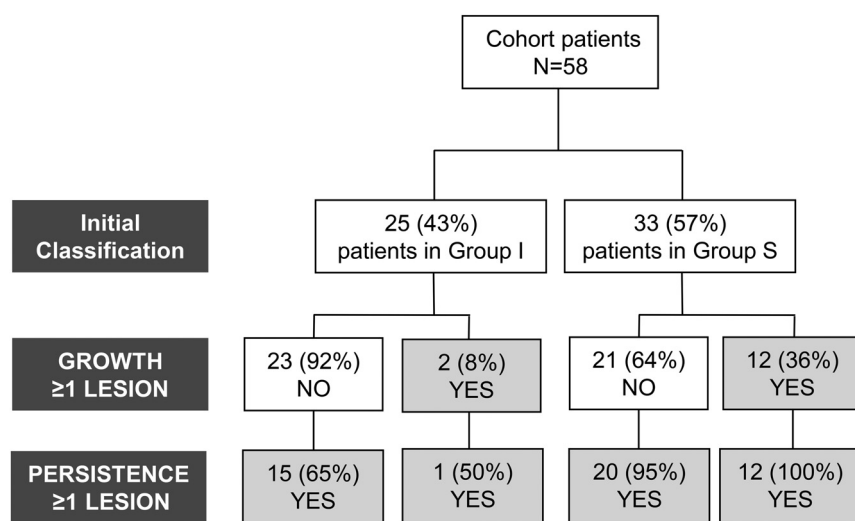 Cohort patients
N=58
Initial
Classification
25 (43%)
patients in Group I
33 (57%)
patients in Group S
GROWTH
≥1 LESION
23 (92%)
NO
2 (8%)
YES
21 (64%)
NO
12 (36%)
YES
PERSISTENCE
≥1 LESION
15 (65%)
YES
1 (50%)
YES
20 (95%)
YES
12 (100%)
YES